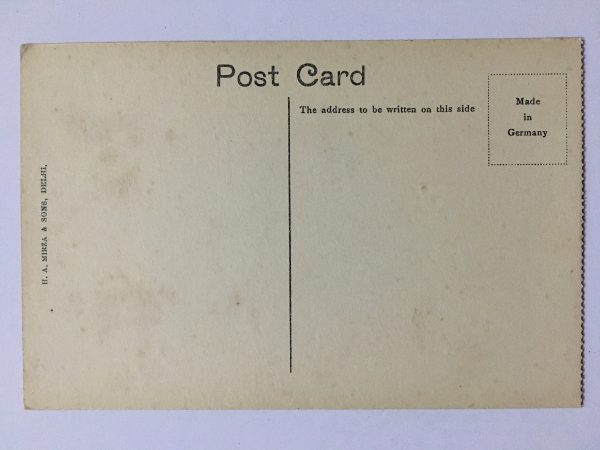 Post Card
The address to be written on this side
Made
in
Germany
H. A. MIRZA & SONS, DELHI.